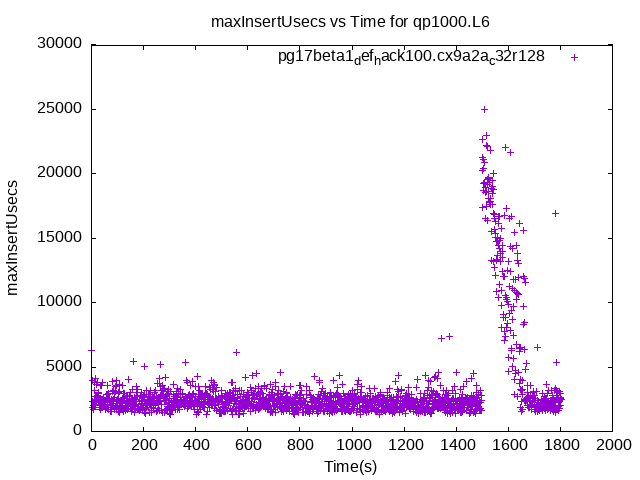 maxInsertUsecs vs Time for qp1000.L6
30000
pg17beta1def_hack100.cx9a2a_c32r128
25000
20000
maxInsertUsecs
15000
10000
5000
0
0 200 400 600 800 1000 1200 1400 1600 1800 2000
Time(s)